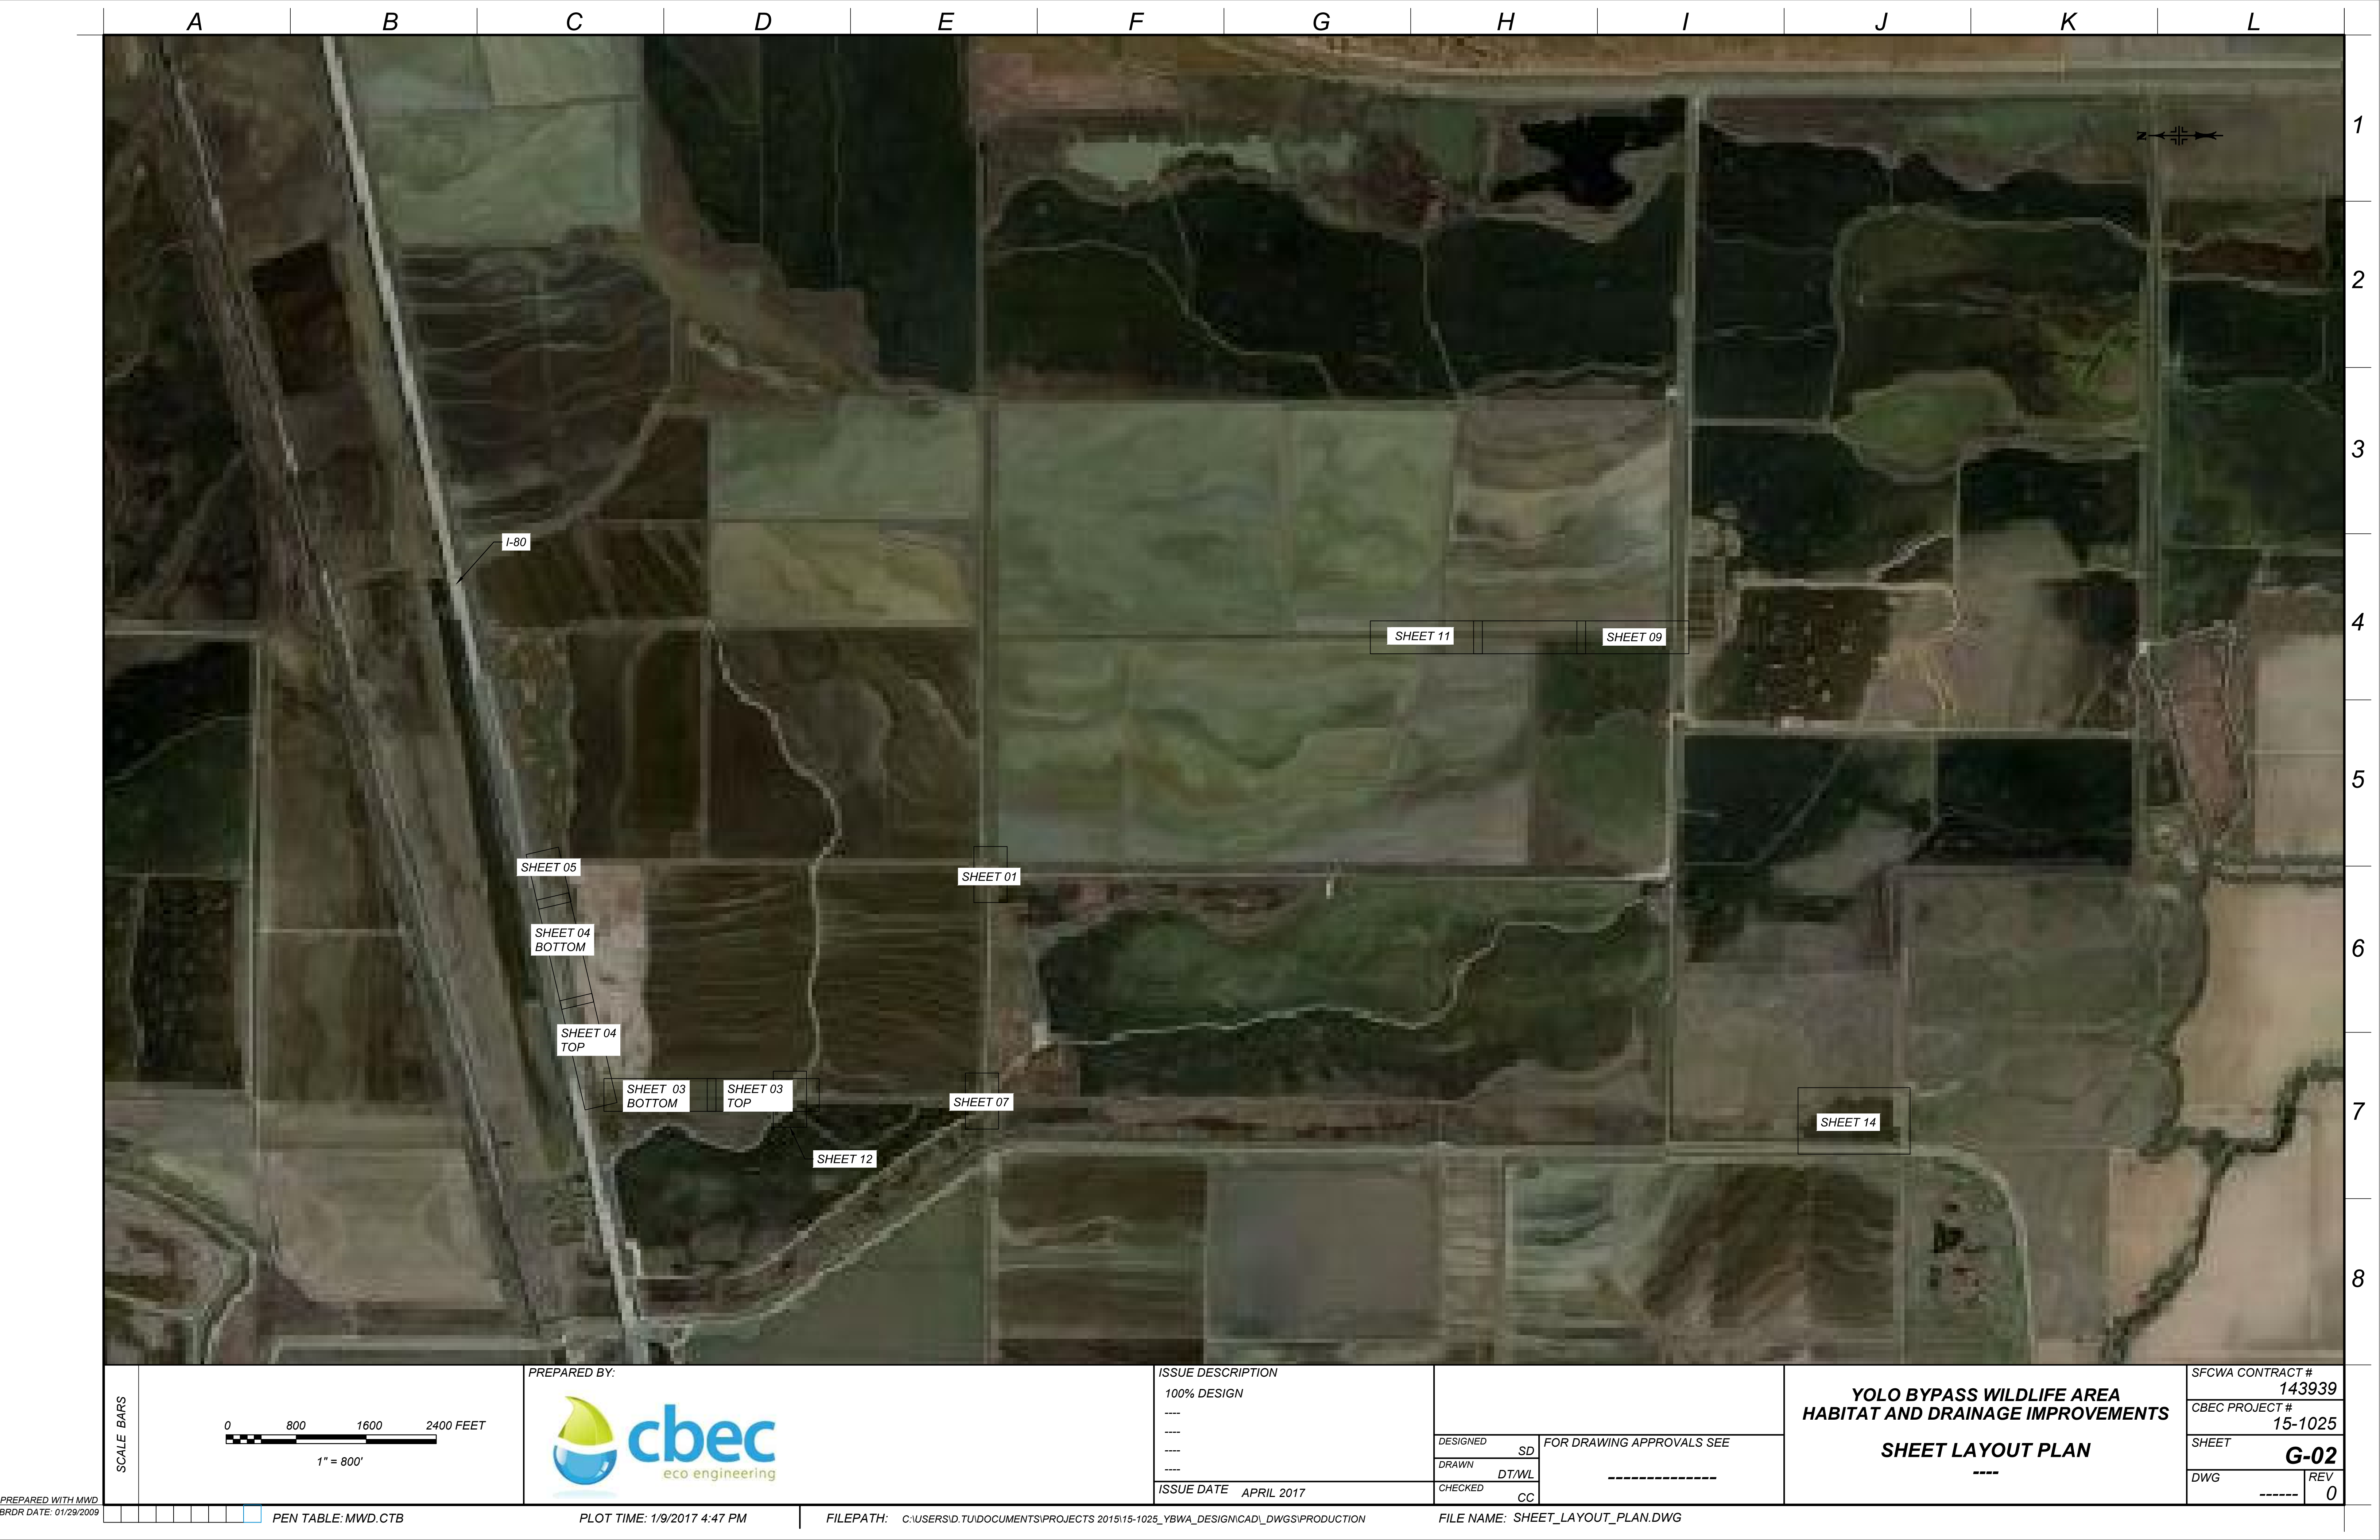 A B C D E F G H I J K L
1
N
2
3
I-80
4
SHEET 11
SHEET 09
5
SHEET 05
SHEET 01
SHEET 04
BOTTOM
6
SHEET 04
TOP
SHEET 03
BOTTOM
SHEET 03
TOP
SHEET 07
7
SHEET 14
SHEET 12
8
SCALE BARS
0 800 1600 2400 FEET
1" = 800'
PREPARED BY:
cbec
eco engineering
ISSUE DESCRIPTION
100% DESIGN
----
----
----
----
ISSUE DATE APRIL 2017
DESIGNED SD
DRAWN DT/WL
CHECKED CC
FOR DRAWING APPROVALS SEE
--------------
YOLO BYPASS WILDLIFE AREA
HABITAT AND DRAINAGE IMPROVEMENTS
SHEET LAYOUT PLAN
----
SFCWA CONTRACT #
143939
CBEC PROJECT #
15-1025
SHEET
G-02
DWG
------
REV
0
PREPARED WITH MWD
BRDR DATE: 01/29/2009
PEN TABLE: MWD.CTB
PLOT TIME: 1/9/2017 4:47 PM
FILEPATH: C:\USERS\D.TU\DOCUMENTS\PROJECTS 2015\15-1025_YBWA_DESIGN\CAD\_DWGS\PRODUCTION
FILE NAME: SHEET_LAYOUT_PLAN.DWG